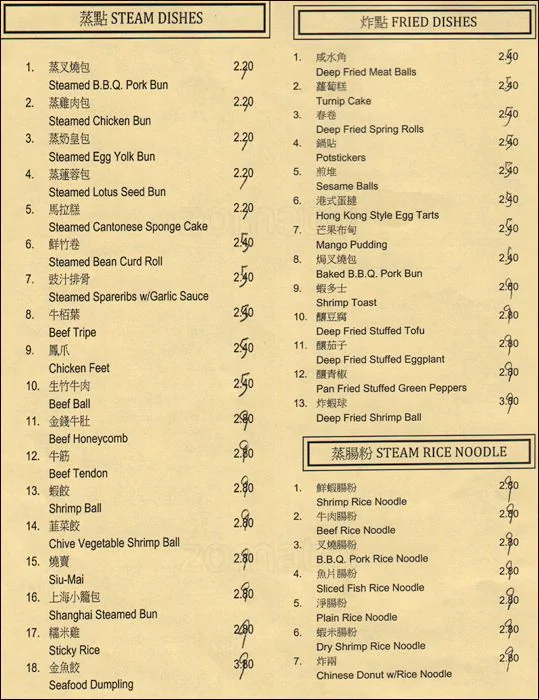 蒸點 STEAM DISHES
1. 蒸叉燒包 2.20
Steamed B.B.Q. Pork Bun
2. 蒸雞肉包 2.20
Steamed Chicken Bun
3. 蒸奶皇包 2.20
Steamed Egg Yolk Bun
4. 蒸蓮蓉包 2.20
Steamed Lotus Seed Bun
5. 馬拉糕 2.20
Steamed Cantonese Sponge Cake
6. 鮮竹卷 2.40
Steamed Bean Curd Roll
7. 豉汁排骨 2.40
Steamed Spareribs w/Garlic Sauce
8. 牛栢葉 2.40
Beef Tripe
9. 鳳爪 2.40
Chicken Feet
10. 生竹牛肉 2.40
Beef Ball
11. 金錢牛肚 2.80
Beef Honeycomb
12. 牛筋 2.80
Beef Tendon
13. 蝦餃 2.80
Shrimp Ball
14. 韮菜餃 2.80
Chive Vegetable Shrimp Ball
15. 燒賣 2.80
Siu-Mai
16. 上海小籠包 2.80
Shanghai Steamed Bun
17. 糯米雞 2.80
Sticky Rice
18. 金魚餃 3.80
Seafood Dumpling
炸點 FRIED DISHES
1. 咸水角 2.40
Deep Fried Meat Balls
2. 蘿蔔糕 2.40
Turnip Cake
3. 春卷 2.40
Deep Fried Spring Rolls
4. 鍋貼 2.40
Potstickers
5. 煎堆 2.40
Sesame Balls
6. 港式蛋撻 2.40
Hong Kong Style Egg Tarts
7. 芒果布甸 2.40
Mango Pudding
8. 焗叉燒包 2.40
Baked B.B.Q. Pork Bun
9. 蝦多士 2.80
Shrimp Toast
10. 釀豆腐 2.80
Deep Fried Stuffed Tofu
11. 釀茄子 2.80
Deep Fried Stuffed Eggplant
12. 釀青椒 2.80
Pan Fried Stuffed Green Peppers
13. 炸蝦球 3.80
Deep Fried Shrimp Ball
蒸腸粉 STEAM RICE NOODLE
1. 鮮蝦腸粉 2.80
Shrimp Rice Noodle
2. 牛肉腸粉 2.80
Beef Rice Noodle
3. 叉燒腸粉 2.80
B.B.Q. Pork Rice Noodle
4. 魚片腸粉 2.80
Sliced Fish Rice Noodle
5. 淨腸粉 2.80
Plain Rice Noodle
6. 蝦米腸粉 2.80
Dry Shrimp Rice Noodle
7. 炸兩 2.80
Chinese Donut w/Rice Noodle